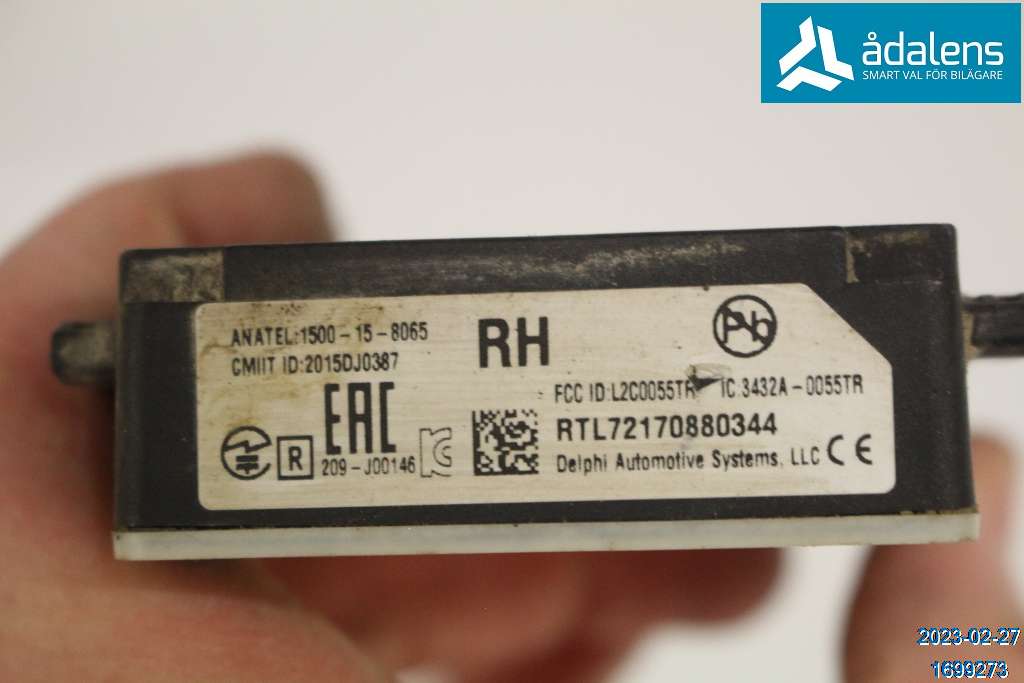 ådalens
SMART VAL FÖR BILÄGARE
ANATEL:1500-15-8065
CMIIT ID:2015DJ0387
RH
Pb
FCC ID:L2C0055TR IC:3432A-0055TR
EAC
R
209-J00146
RTL72170880344
Delphi Automotive Systems, LLC CE
2023-02-27
1699273